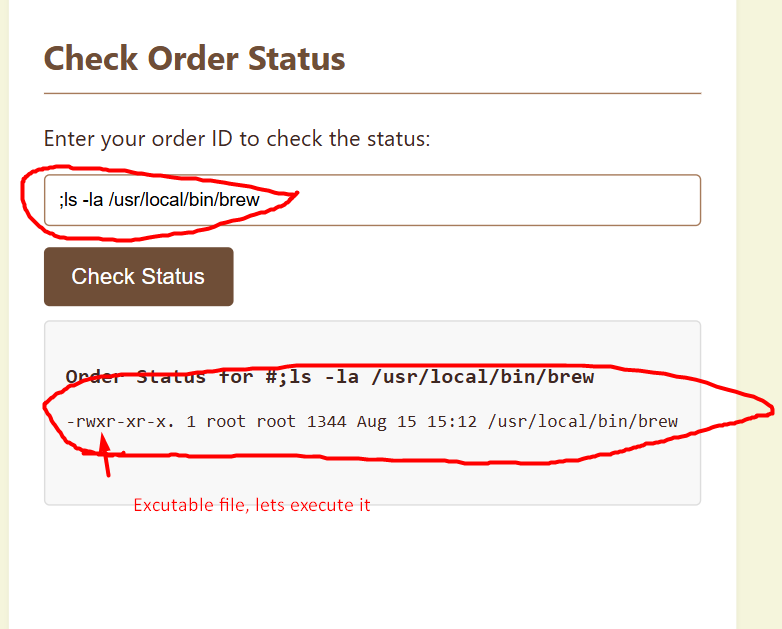 Check Order Status
Enter your order ID to check the status:
;ls -la /usr/local/bin/brew
Check Status
Order Status for #;ls -la /usr/local/bin/brew
-rwxr-xr-x. 1 root root 1344 Aug 15 15:12 /usr/local/bin/brew
Excutable file, lets execute it